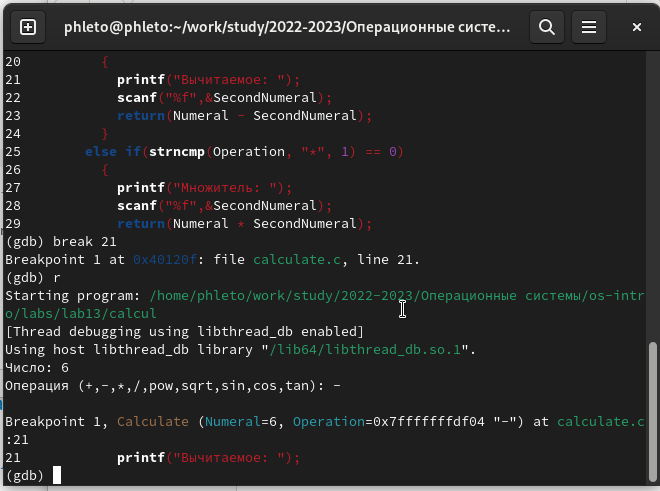 phleto@phleto:~/work/study/2022-2023/Операционные систе…
20          {
21            printf("Вычитаемое: ");
22            scanf("%f",&SecondNumeral);
23            return(Numeral - SecondNumeral);
24          }
25        else if(strncmp(Operation, "*", 1) == 0)
26          {
27            printf("Множитель: ");
28            scanf("%f",&SecondNumeral);
29            return(Numeral * SecondNumeral);
(gdb) break 21
Breakpoint 1 at 0x40120f: file calculate.c, line 21.
(gdb) r
Starting program: /home/phleto/work/study/2022-2023/Операционные системы/os-intr
o/labs/lab13/calcul
[Thread debugging using libthread_db enabled]
Using host libthread_db library "/lib64/libthread_db.so.1".
Число: 6
Операция (+,-,*,/,pow,sqrt,sin,cos,tan): -
Breakpoint 1, Calculate (Numeral=6, Operation=0x7fffffffdf04 "-") at calculate.c
:21
21            printf("Вычитаемое: ");
(gdb)